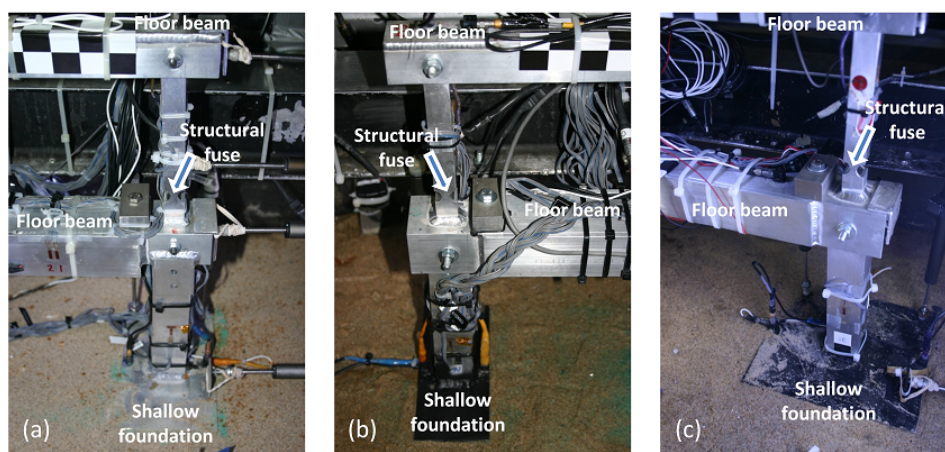 Floor beam
Structural
fuse
Floor beam
Shallow
foundation
(a)
Floor beam
Structural
fuse
Floor beam
Shallow
foundation
(b)
Floor beam
Structural
fuse
Floor beam
Shallow
foundation
(c)